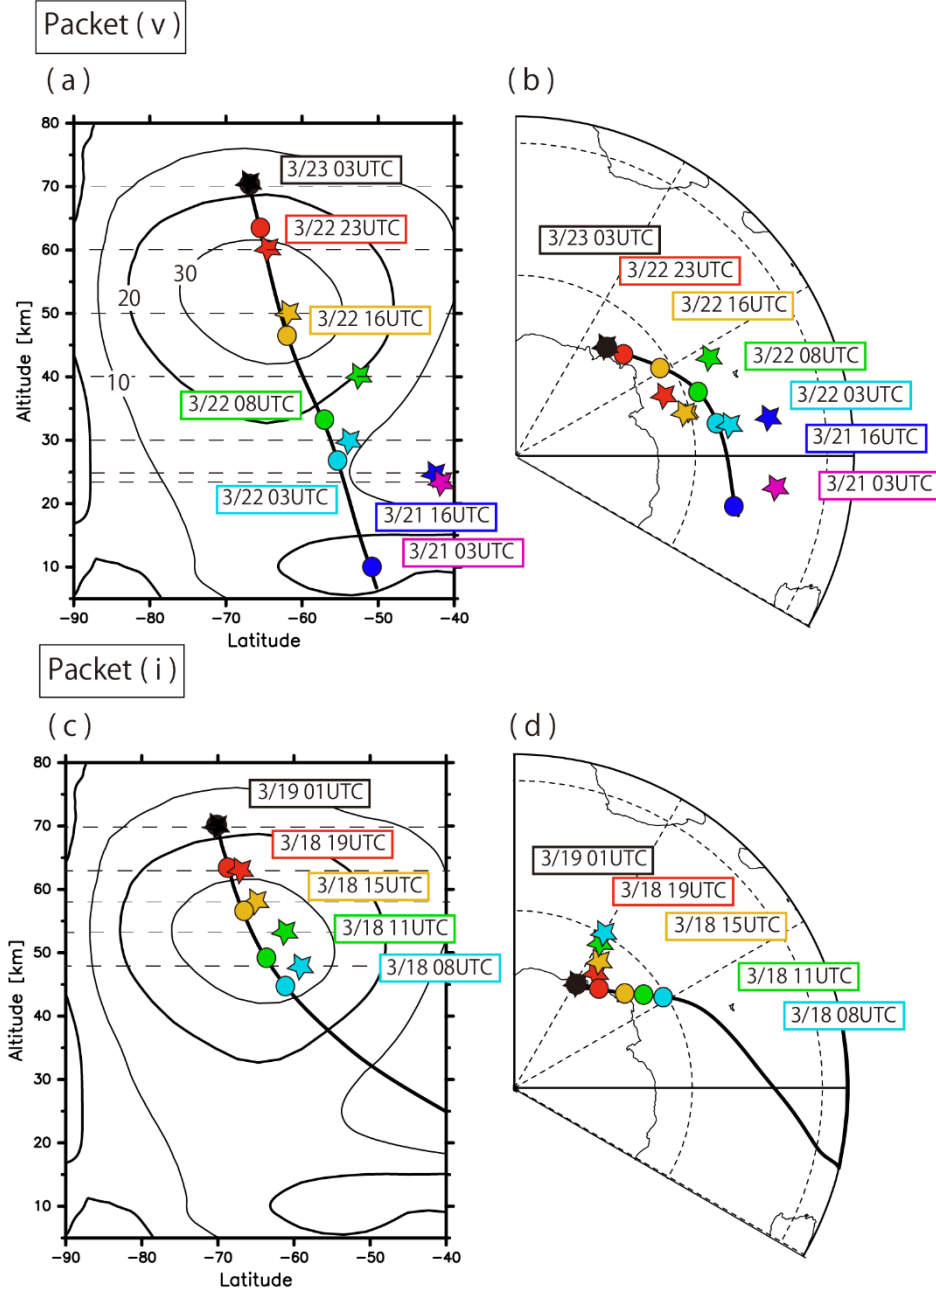 Packet ( v )
( a )
( b )
80
3/23 03UTC
70
3/22 23UTC
3/23 03UTC
60
3/22 23UTC
30
20
3/22 16UTC
50
3/22 16UTC
Altitude [km]
3/22 08UTC
40
10
3/22 08UTC
3/22 03UTC
30
3/21 16UTC
3/22 03UTC
3/21 03UTC
20
3/21 16UTC
3/21 03UTC
10
−90
−80
−70
−60
−50
−40
Latitude
Packet ( i )
( c )
( d )
80
3/19 01UTC
70
3/18 19UTC
3/19 01UTC
60
3/18 15UTC
3/18 19UTC
50
3/18 11UTC
3/18 15UTC
Altitude [km]
3/18 08UTC
3/18 11UTC
40
3/18 08UTC
30
20
10
−90
−80
−70
−60
−50
−40
Latitude